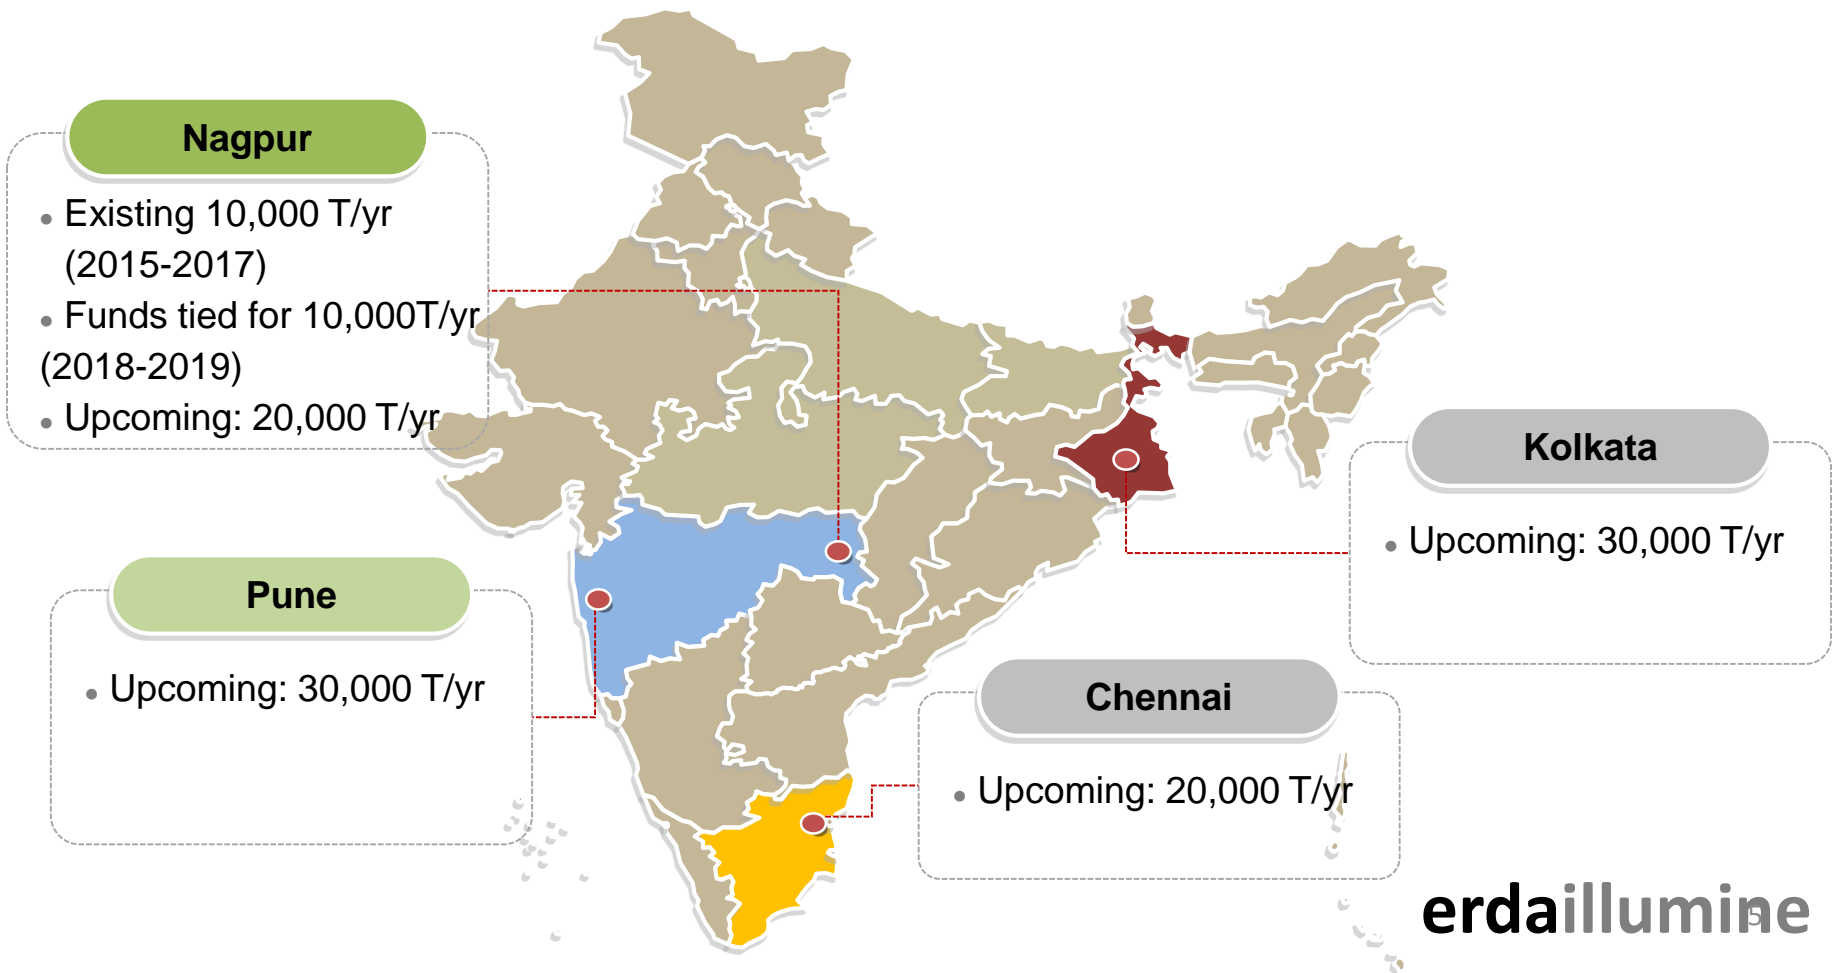 Nagpur
• Existing 10,000 T/yr
(2015-2017)
• Funds tied for 10,000T/yr
(2018-2019)
• Upcoming: 20,000 T/yr
Pune
• Upcoming: 30,000 T/yr
Kolkata
• Upcoming: 30,000 T/yr
Chennai
• Upcoming: 20,000 T/yr
erdaillumine
5